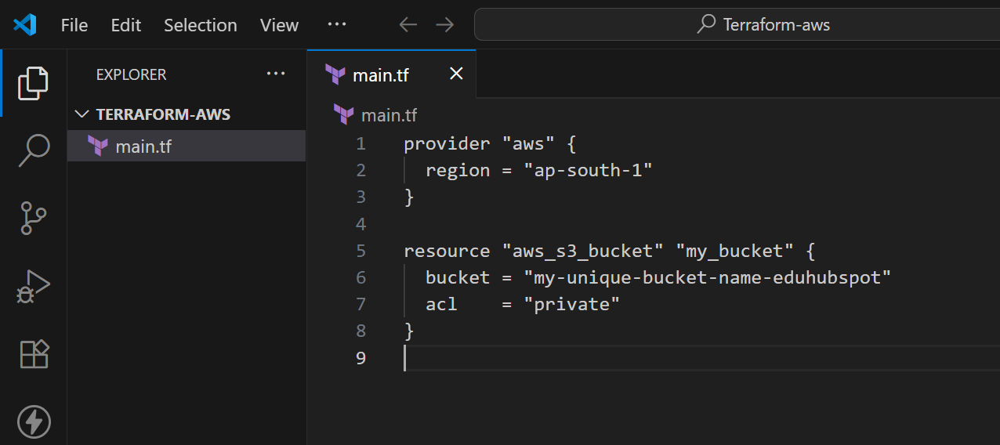 File Edit Selection View ··· Terraform-aws
EXPLORER ···
TERRAFORM-AWS
main.tf
main.tf
main.tf
1 provider "aws" {
2   region = "ap-south-1"
3 }
4
5 resource "aws_s3_bucket" "my_bucket" {
6   bucket = "my-unique-bucket-name-eduhubspot"
7   acl    = "private"
8 }
9